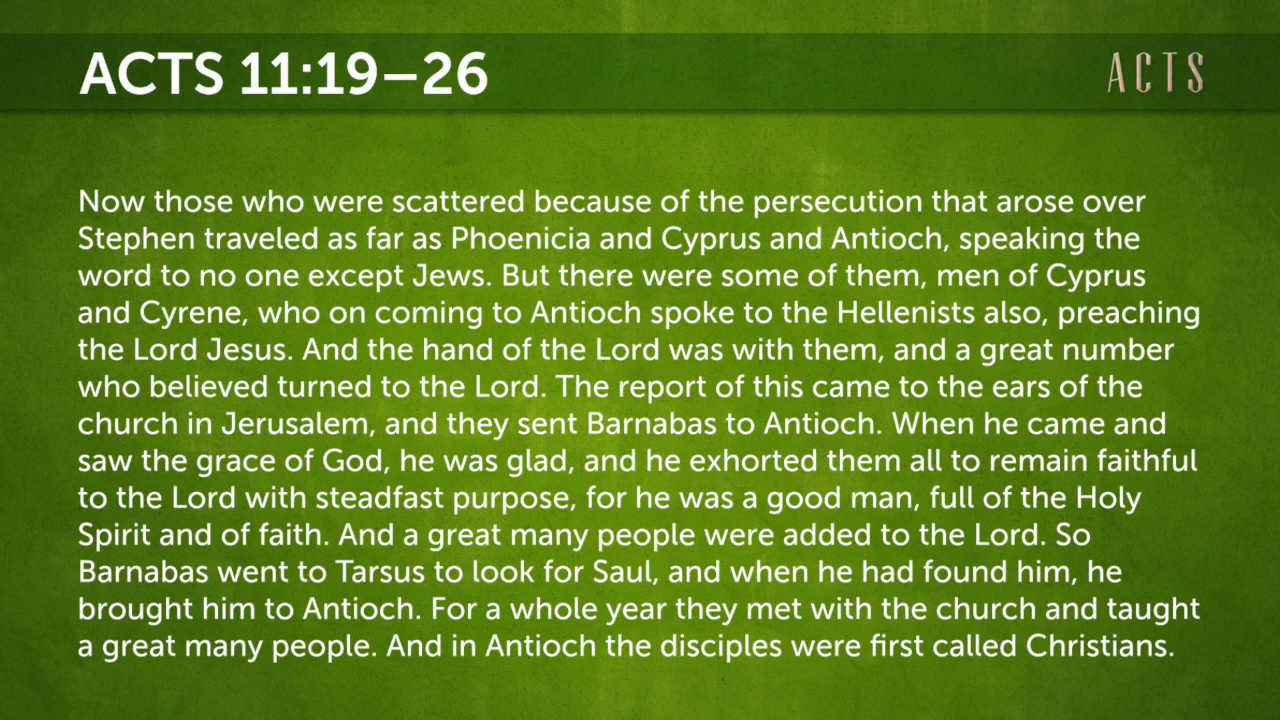 ACTS 11:19–26
ACTS
Now those who were scattered because of the persecution that arose over
Stephen traveled as far as Phoenicia and Cyprus and Antioch, speaking the
word to no one except Jews. But there were some of them, men of Cyprus
and Cyrene, who on coming to Antioch spoke to the Hellenists also, preaching
the Lord Jesus. And the hand of the Lord was with them, and a great number
who believed turned to the Lord. The report of this came to the ears of the
church in Jerusalem, and they sent Barnabas to Antioch. When he came and
saw the grace of God, he was glad, and he exhorted them all to remain faithful
to the Lord with steadfast purpose, for he was a good man, full of the Holy
Spirit and of faith. And a great many people were added to the Lord. So
Barnabas went to Tarsus to look for Saul, and when he had found him, he
brought him to Antioch. For a whole year they met with the church and taught
a great many people. And in Antioch the disciples were first called Christians.